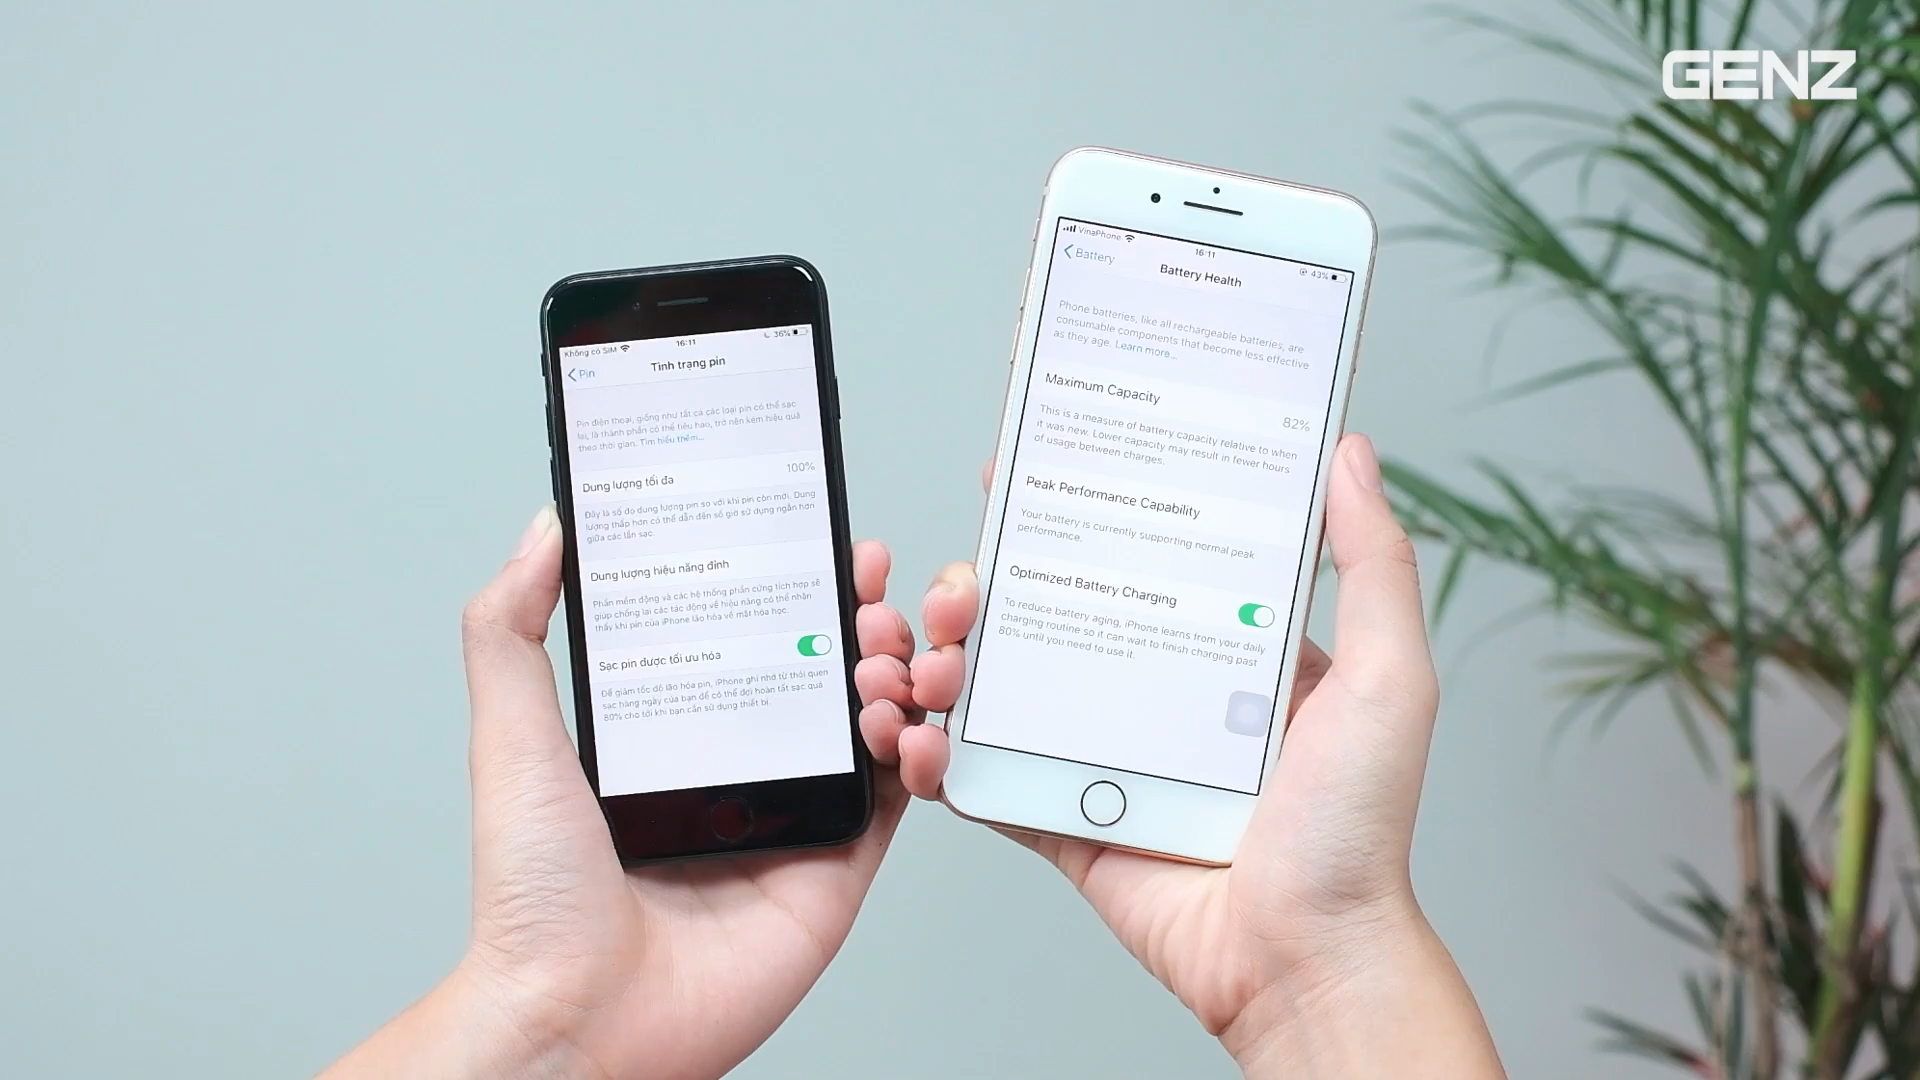 GENZ
Không có SIM
16:11
36%
Pin
Tình trạng pin
Pin điện thoại, giống như tất cả các loại pin có thể sạc
lại, là thành phần có thể tiêu hao, trở nên kém hiệu quả
theo thời gian. Tìm hiểu thêm...
Dung lượng tối đa
100%
Đây là số đo dung lượng pin so với khi pin còn mới. Dung
lượng thấp hơn có thể dẫn đến số giờ sử dụng ngắn hơn
giữa các lần sạc.
Dung lượng hiệu năng đỉnh
Phần mềm động và các hệ thống phần cứng tích hợp sẽ
giúp chống lại các tác động về hiệu năng có thể nhận
thấy khi pin của iPhone lão hóa về mặt hóa học.
Sạc pin được tối ưu hóa
Để giảm tốc độ lão hóa pin, iPhone ghi nhớ từ thói quen
sạc hàng ngày của bạn để có thể đợi hoàn tất sạc quá
80% cho tới khi bạn cần sử dụng thiết bị.
VinaPhone
16:11
43%
Battery
Battery Health
Phone batteries, like all rechargeable batteries, are
consumable components that become less effective
as they age. Learn more...
Maximum Capacity
82%
This is a measure of battery capacity relative to when
it was new. Lower capacity may result in fewer hours
of usage between charges.
Peak Performance Capability
Your battery is currently supporting normal peak
performance.
Optimized Battery Charging
To reduce battery aging, iPhone learns from your daily
charging routine so it can wait to finish charging past
80% until you need to use it.